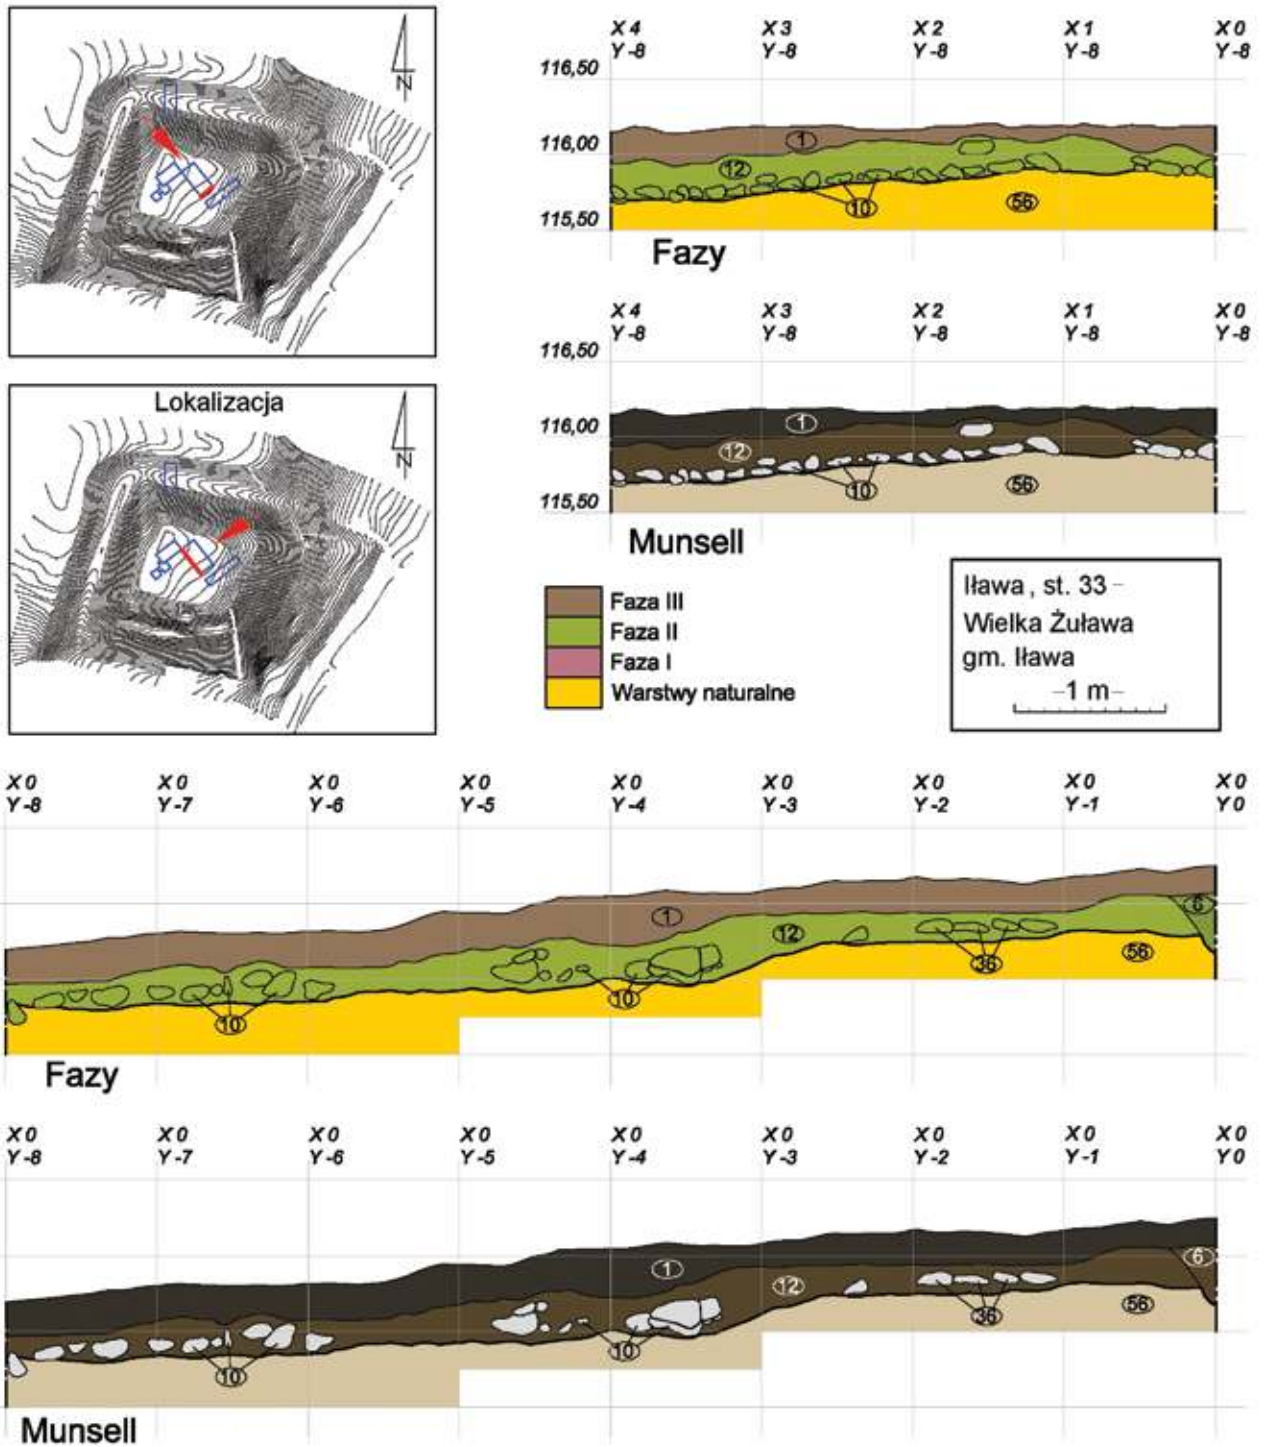 N
Lokalizacja
N
X 4 X 3 X 2 X 1 X 0
Y -8 Y -8 Y -8 Y -8 Y -8
116,50
116,00
115,50
1
12
10
56
Fazy
X 4 X 3 X 2 X 1 X 0
Y -8 Y -8 Y -8 Y -8 Y -8
116,50
116,00
115,50
1
12
10
56
Munsell
Faza III
Faza II
Faza I
Warstwy naturalne
Iława, st. 33 –
Wielka Żuława
gm. Iława
–1 m–
X 0 X 0 X 0 X 0 X 0 X 0 X 0 X 0 X 0
Y -8 Y -7 Y -6 Y -5 Y -4 Y -3 Y -2 Y -1 Y 0
1
12
6
10
10
36
56
Fazy
X 0 X 0 X 0 X 0 X 0 X 0 X 0 X 0 X 0
Y -8 Y -7 Y -6 Y -5 Y -4 Y -3 Y -2 Y -1 Y 0
1
12
6
10
10
36
56
Munsell